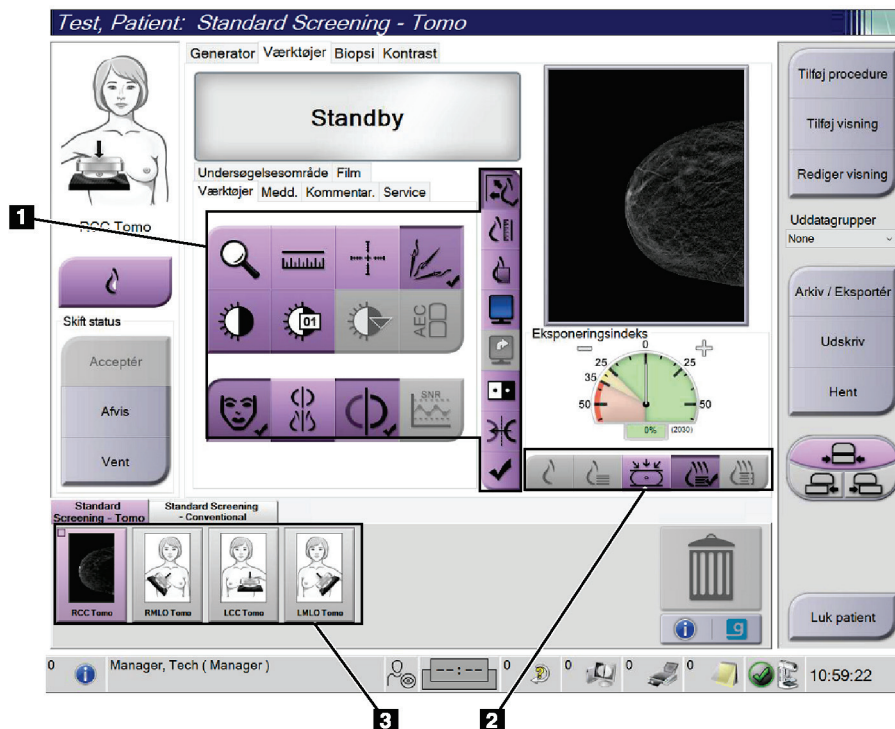 Test, Patient: Standard Screening - Tomo
Generator Værktøjer Biopsi Kontrast
Standby
Undersøgelsesområde Film
Værktøjer Medd. Kommentar. Service
1
RCC Tomo
01
AEC
SNR
Skift status
Acceptér
Afvis
Vent
Eksponeringsindeks
0
25 25
35
50 50
0% (2030)
Tilføj procedure
Tilføj visning
Rediger visning
Uddatagrupper
None
Arkiv / Eksportér
Udskriv
Hent
Luk patient
Standard Screening - Tomo
Standard Screening - Conventional
RCC Tomo RMLO Tomo LCC Tomo LMLO Tomo
0 Manager, Tech ( Manager ) --:-- 0 0 0 0 10:59:22
3 2